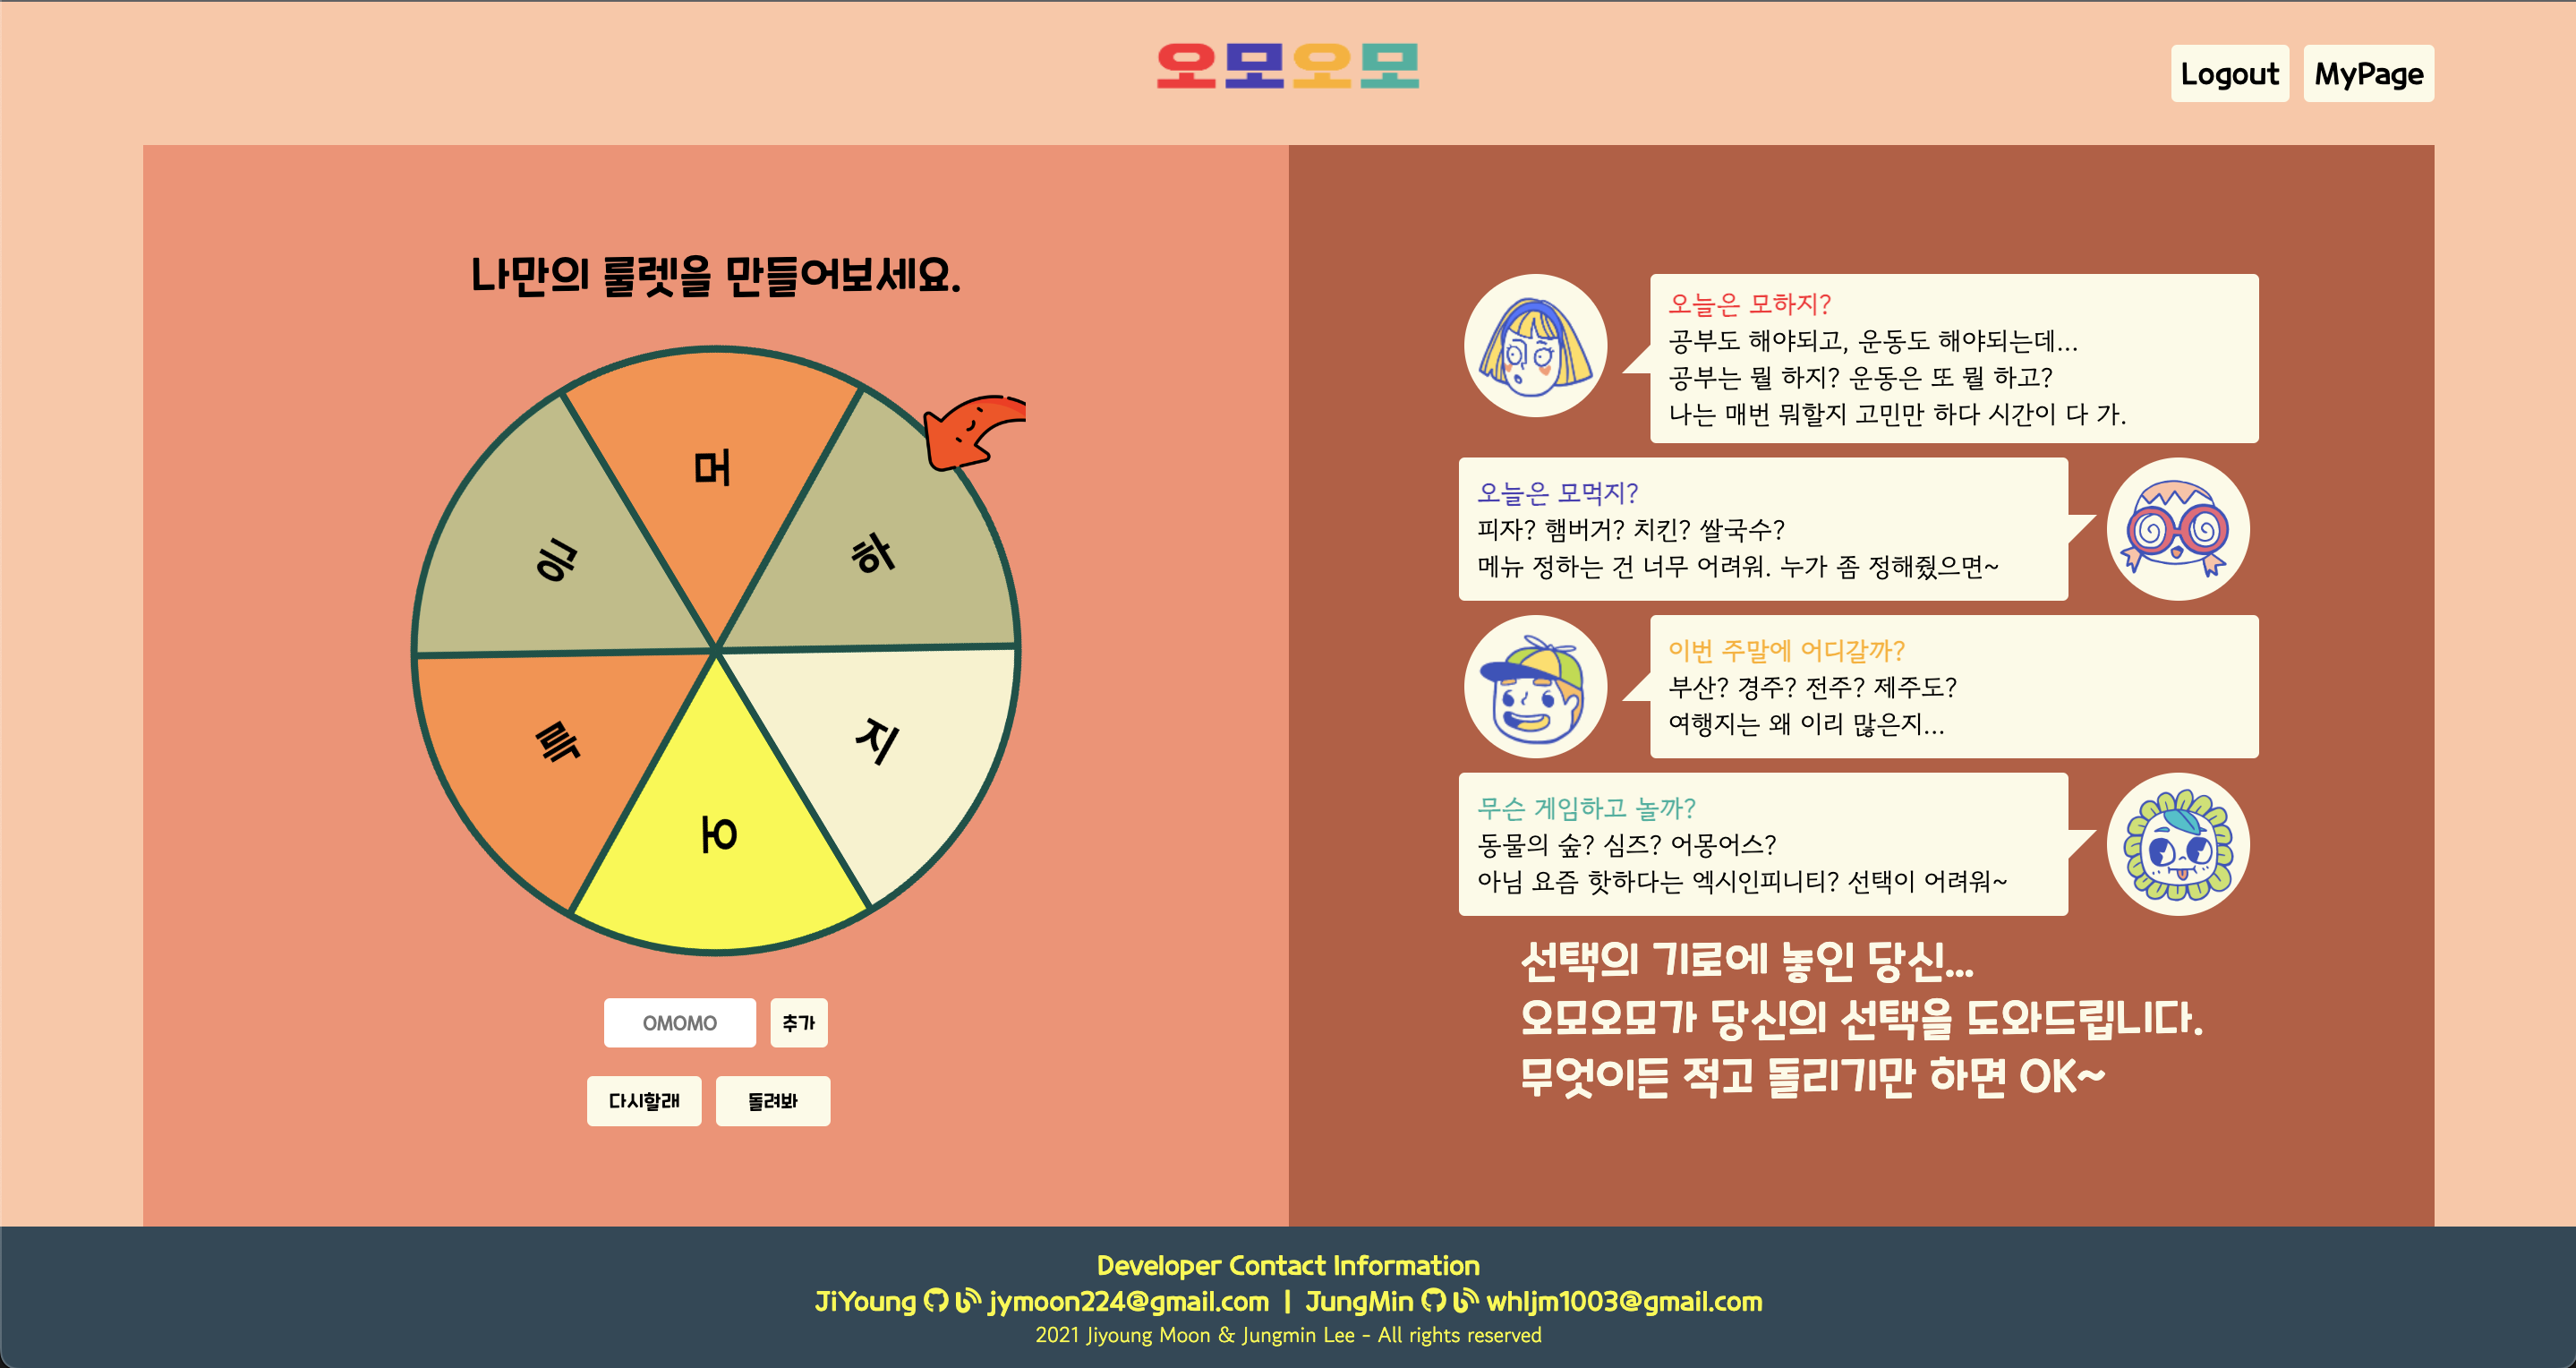 오모오모
Logout
MyPage
나만의 룰렛을 만들어보세요.
오
늘
은
모
하
지
OMOMO
추가
다시할래
돌려봐
오늘은 모하지?
공부도 해야되고, 운동도 해야되는데...
공부는 뭘 하지? 운동은 또 뭘 하고?
나는 매번 뭐할지 고민만 하다 시간이 다 가.
오늘은 모먹지?
피자? 햄버거? 치킨? 쌀국수?
메뉴 정하는 건 너무 어려워. 누가 좀 정해줬으면~
이번 주말에 어디갈까?
부산? 경주? 전주? 제주도?
여행지는 왜 이리 많은지...
무슨 게임하고 놀까?
동물의 숲? 심즈? 어몽어스?
아님 요즘 핫하다는 엑시인피니티? 선택이 어려워~
선택의 기로에 놓인 당신...
오모오모가 당신의 선택을 도와드립니다.
무엇이든 적고 돌리기만 하면 OK~
Developer Contact Information
JiYoung jymoon224@gmail.com | JungMin whljm1003@gmail.com
2021 Jiyoung Moon & Jungmin Lee - All rights reserved